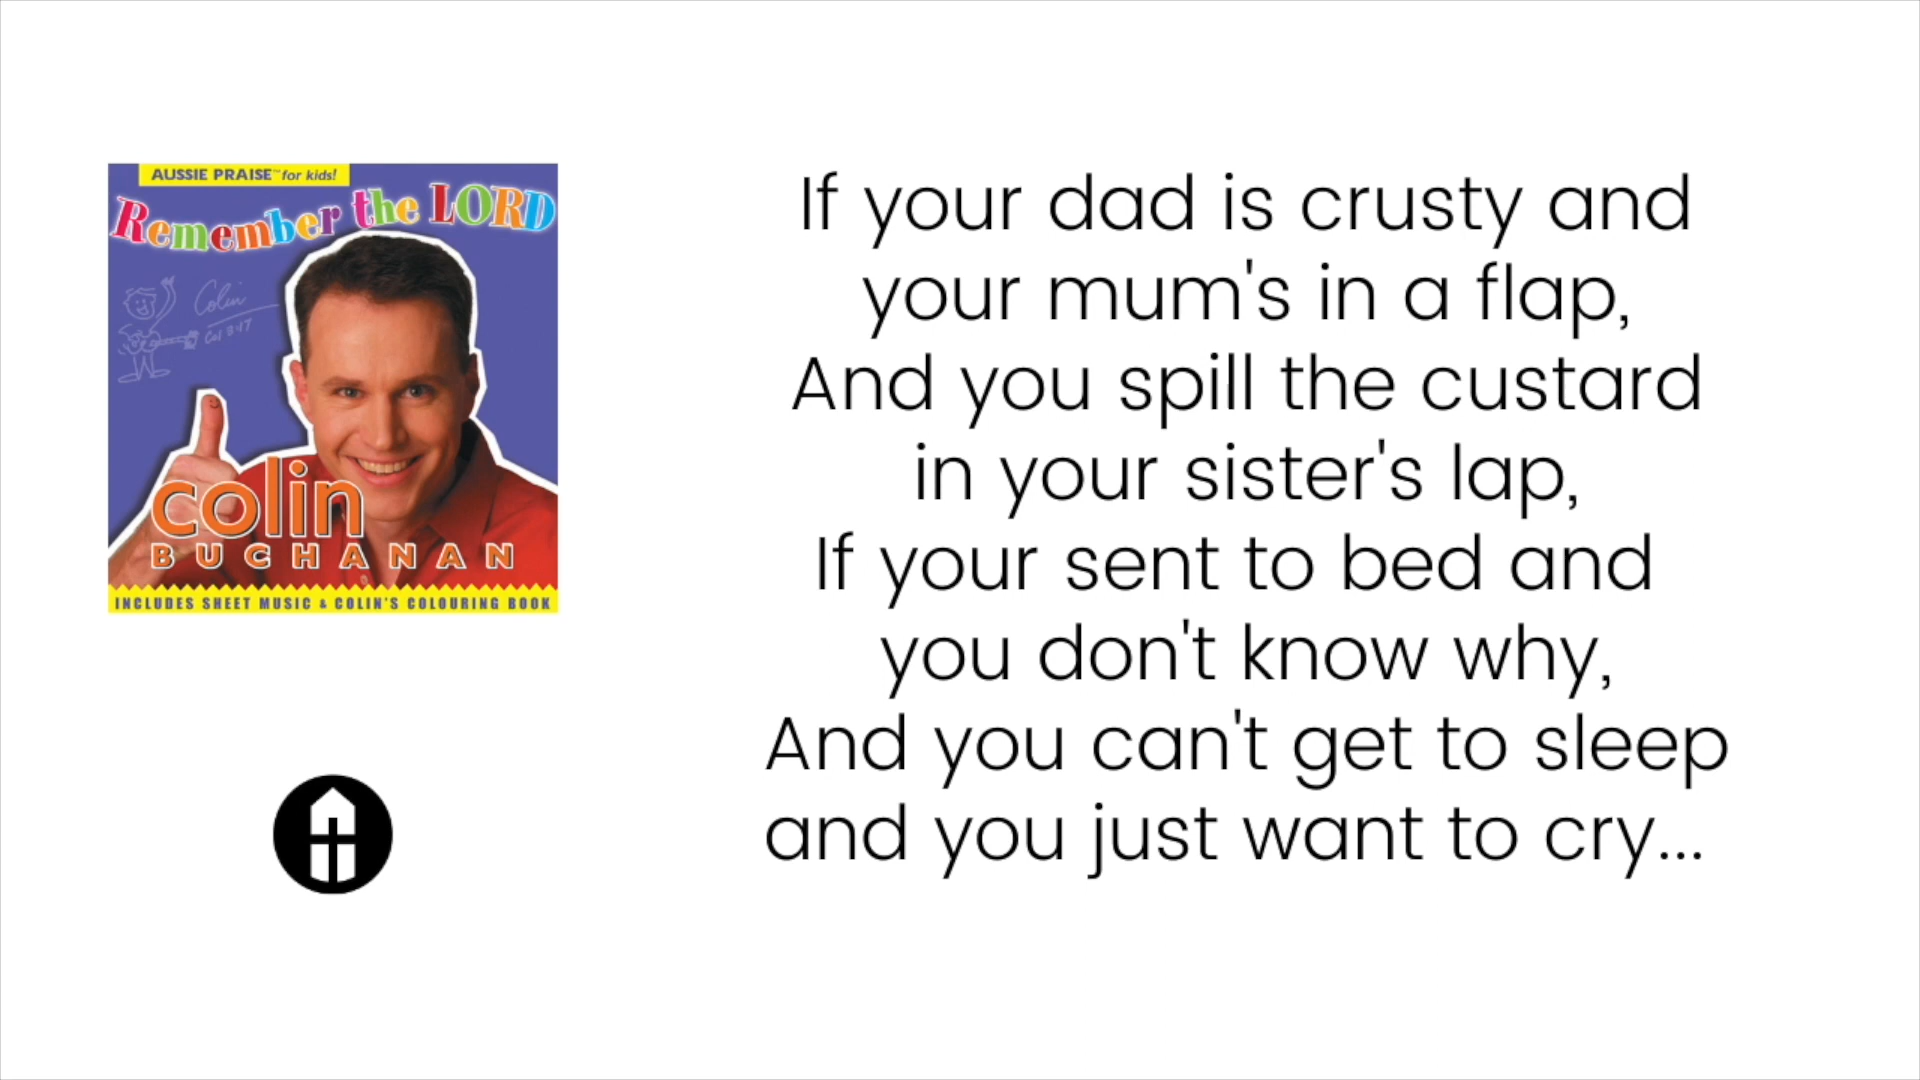 AUSSIE PRAISE™ for kids!
Remember the LORD
Colin
Col 3:17
colin
BUCHANAN
INCLUDES SHEET MUSIC & COLIN'S COLOURING BOOK
If your dad is crusty and
your mum's in a flap,
And you spill the custard
in your sister's lap,
If your sent to bed and
you don't know why,
And you can't get to sleep
and you just want to cry...